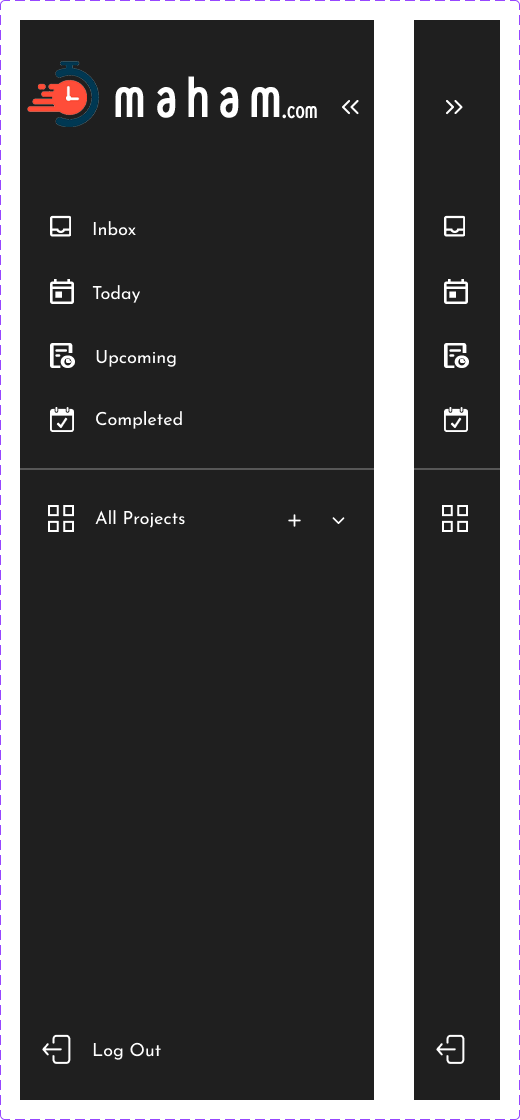 maham.com
Inbox
Today
Upcoming
Completed
All Projects
Log Out